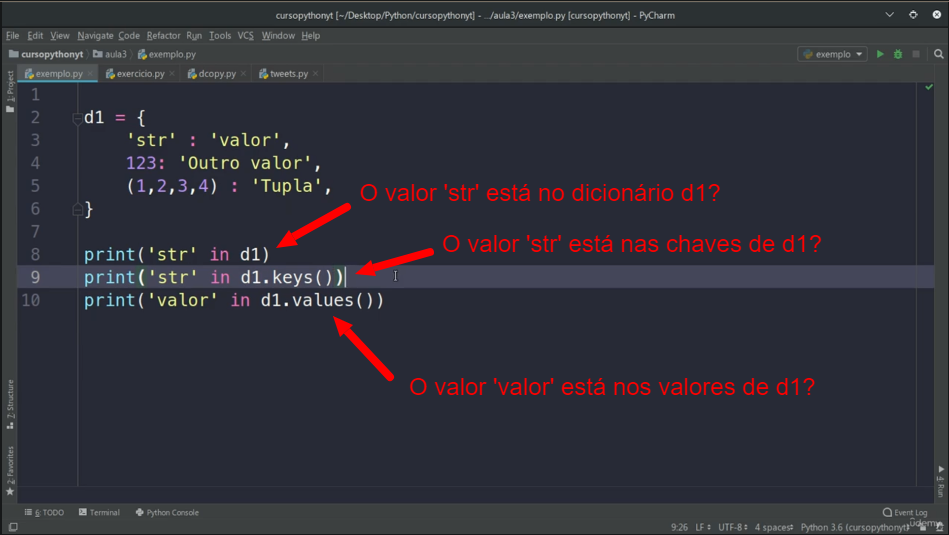 cursopythonyt [~/Desktop/Python/cursopythonyt] - .../aula3/exemplo.py [cursopythonyt] - PyCharm
File Edit View Navigate Code Refactor Run Tools VCS Window Help
cursopythonyt aula3 exemplo.py exemplo
exemplo.py exercicio.py dcopy.py tweets.py
1: Project
1
2 d1 = {
3 'str' : 'valor',
4 123: 'Outro valor',
5 (1,2,3,4) : 'Tupla',
6 }
7
O valor 'str' está no dicionário d1?
8 print('str' in d1)
O valor 'str' está nas chaves de d1?
9 print('str' in d1.keys())
10 print('valor' in d1.values())
O valor 'valor' está nos valores de d1?
7: Structure
2: Favorites
4: Run
6: TODO Terminal Python Console Event Log
9:26 LF UTF-8 4 spaces Python 3.6 (cursopythonyt)
Udemy